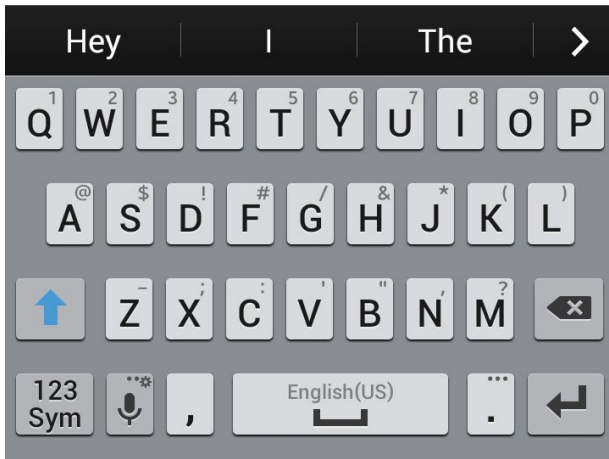 Hey I The >
1 2 3 4 5 6 7 8 9 0
Q W E R T Y U I O P
@ $ ! # / & * ( )
A S D F G H J K L
- ; : ' " , ?
Z X C V B N M
123 English(US)
Sym , .